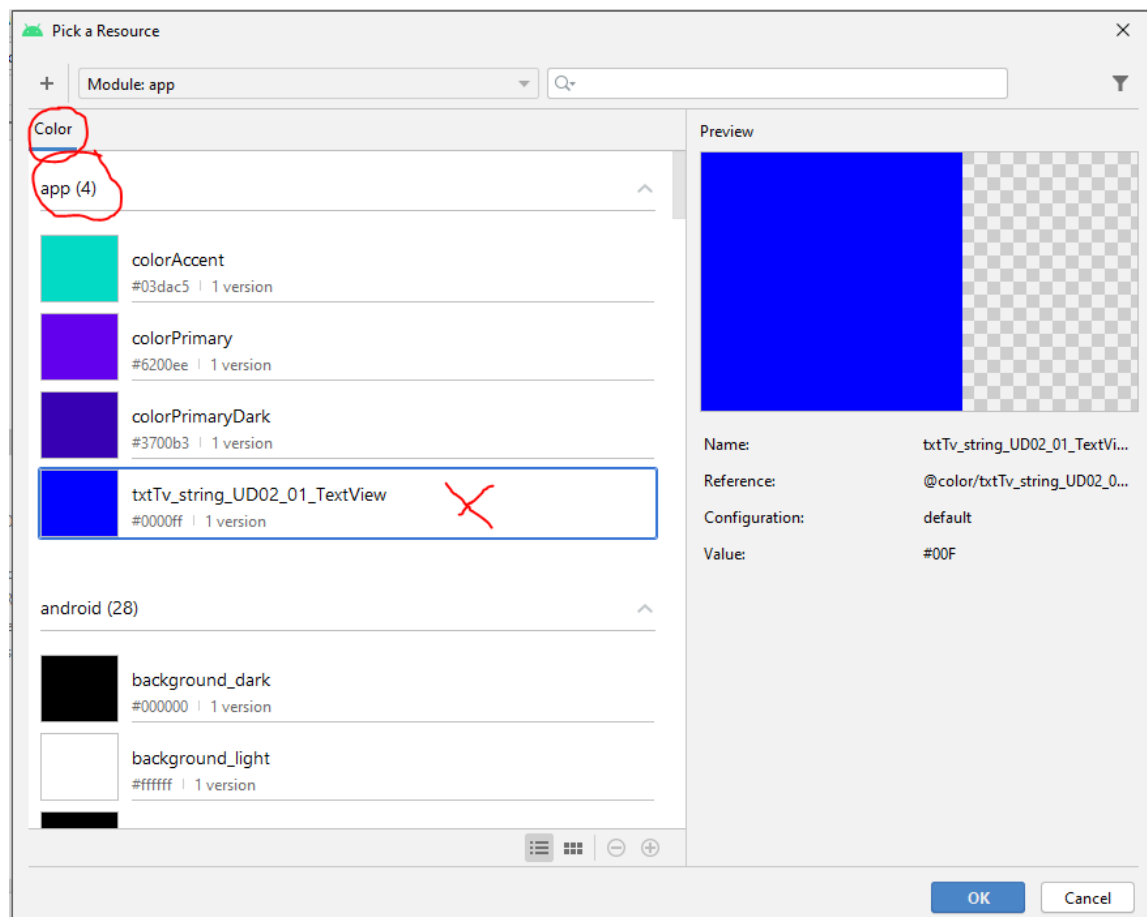 Pick a Resource
Module: app
Color
app (4)
colorAccent
#03dac5 | 1 version
colorPrimary
#6200ee | 1 version
colorPrimaryDark
#3700b3 | 1 version
txtTv_string_UD02_01_TextView
#0000ff | 1 version
android (28)
background_dark
#000000 | 1 version
background_light
#ffffff | 1 version
Preview
Name: txtTv_string_UD02_01_TextVi...
Reference: @color/txtTv_string_UD02_0...
Configuration: default
Value: #00F
OK Cancel